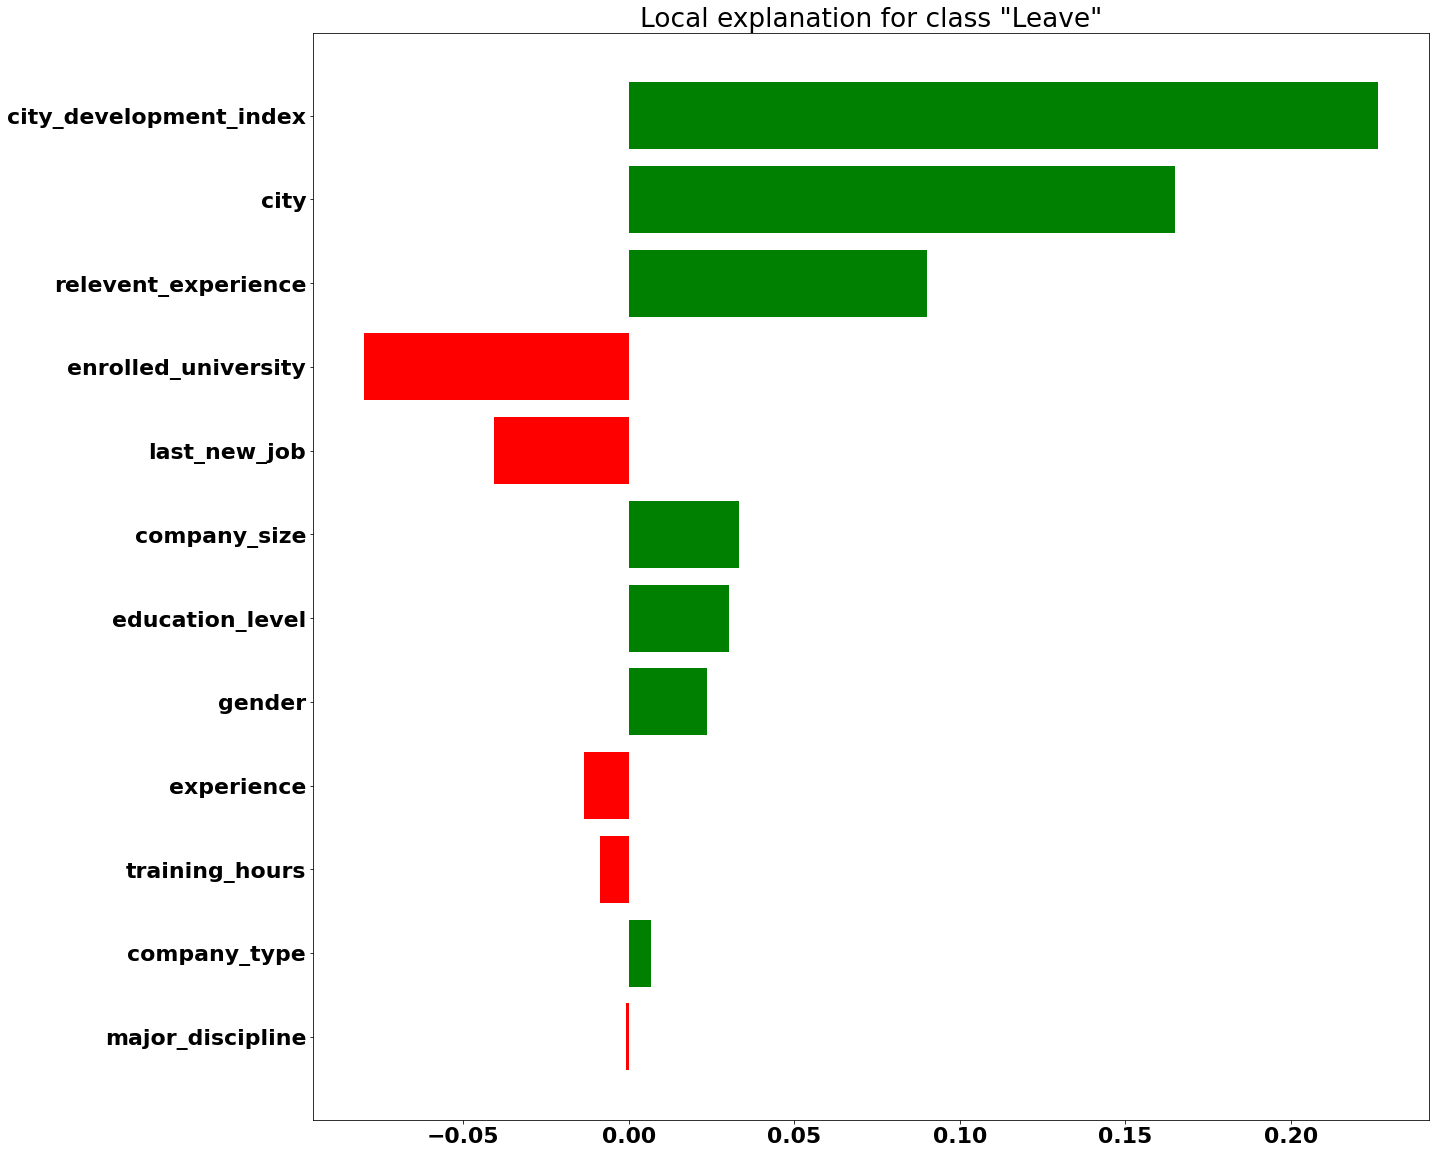 Local explanation for class "Leave"
city_development_index
city
relevent_experience
enrolled_university
last_new_job
company_size
education_level
gender
experience
training_hours
company_type
major_discipline
−0.05 0.00 0.05 0.10 0.15 0.20